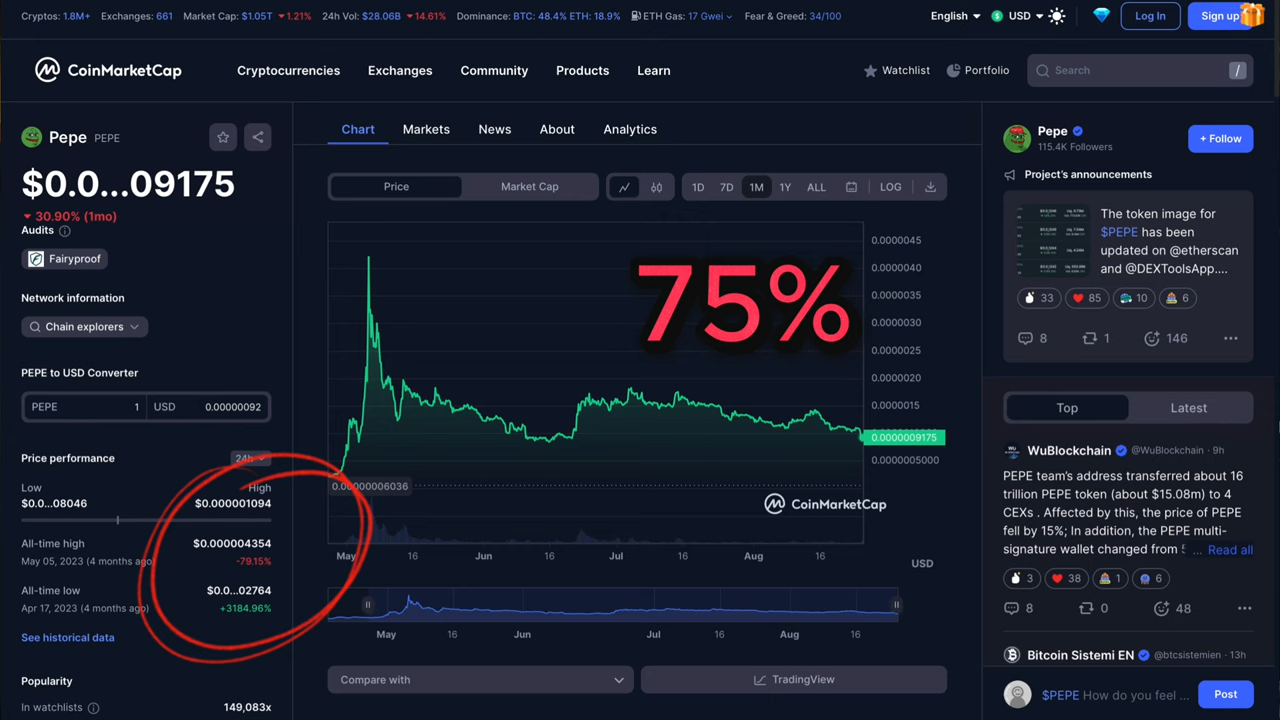 Cryptos: 1.8M+ Exchanges: 661 Market Cap: $1.05T 1.21% 24h Vol: $28.06B 14.61% Dominance: BTC: 48.4% ETH: 18.9% ETH Gas: 17 Gwei Fear & Greed: 34/100 English USD Log In Sign up
CoinMarketCap Cryptocurrencies Exchanges Community Products Learn Watchlist Portfolio Search /
Pepe PEPE
$0.0...09175
30.90% (1mo)
Audits
Fairyproof
Network information
Chain explorers
PEPE to USD Converter
PEPE 1 USD 0.00000092
Price performance 24h
Low High
$0.0...08046 $0.000001094
All-time high $0.000004354
May 05, 2023 (4 months ago) -79.15%
All-time low $0.0...02764
Apr 17, 2023 (4 months ago) +3184.96%
See historical data
Popularity
In watchlists 149,083x
Chart Markets News About Analytics
Price Market Cap 1D 7D 1M 1Y ALL LOG
75%
0.0000045
0.0000040
0.0000035
0.0000030
0.0000025
0.0000020
0.0000015
0.0000009175
0.0000005000
0.00000006036
CoinMarketCap
May 16 Jun 16 Jul 16 Aug 16
USD
May 16 Jun Jul Aug 16
Compare with TradingView
Pepe
115.4K Followers
+ Follow
Project's announcements
The token image for
$PEPE has been
updated on @etherscan
and @DEXToolsApp....
33 85 10 6
8 1 146
Top Latest
WuBlockchain @WuBlockchain · 9h
PEPE team's address transferred about 16
trillion PEPE token (about $15.08m) to 4
CEXs . Affected by this, the price of PEPE
fell by 15%; In addition, the PEPE multi-
signature wallet changed from ... Read all
3 38 1 6
8 0 48
Bitcoin Sistemi EN @btcsistemien · 13h
$PEPE How do you feel ... Post